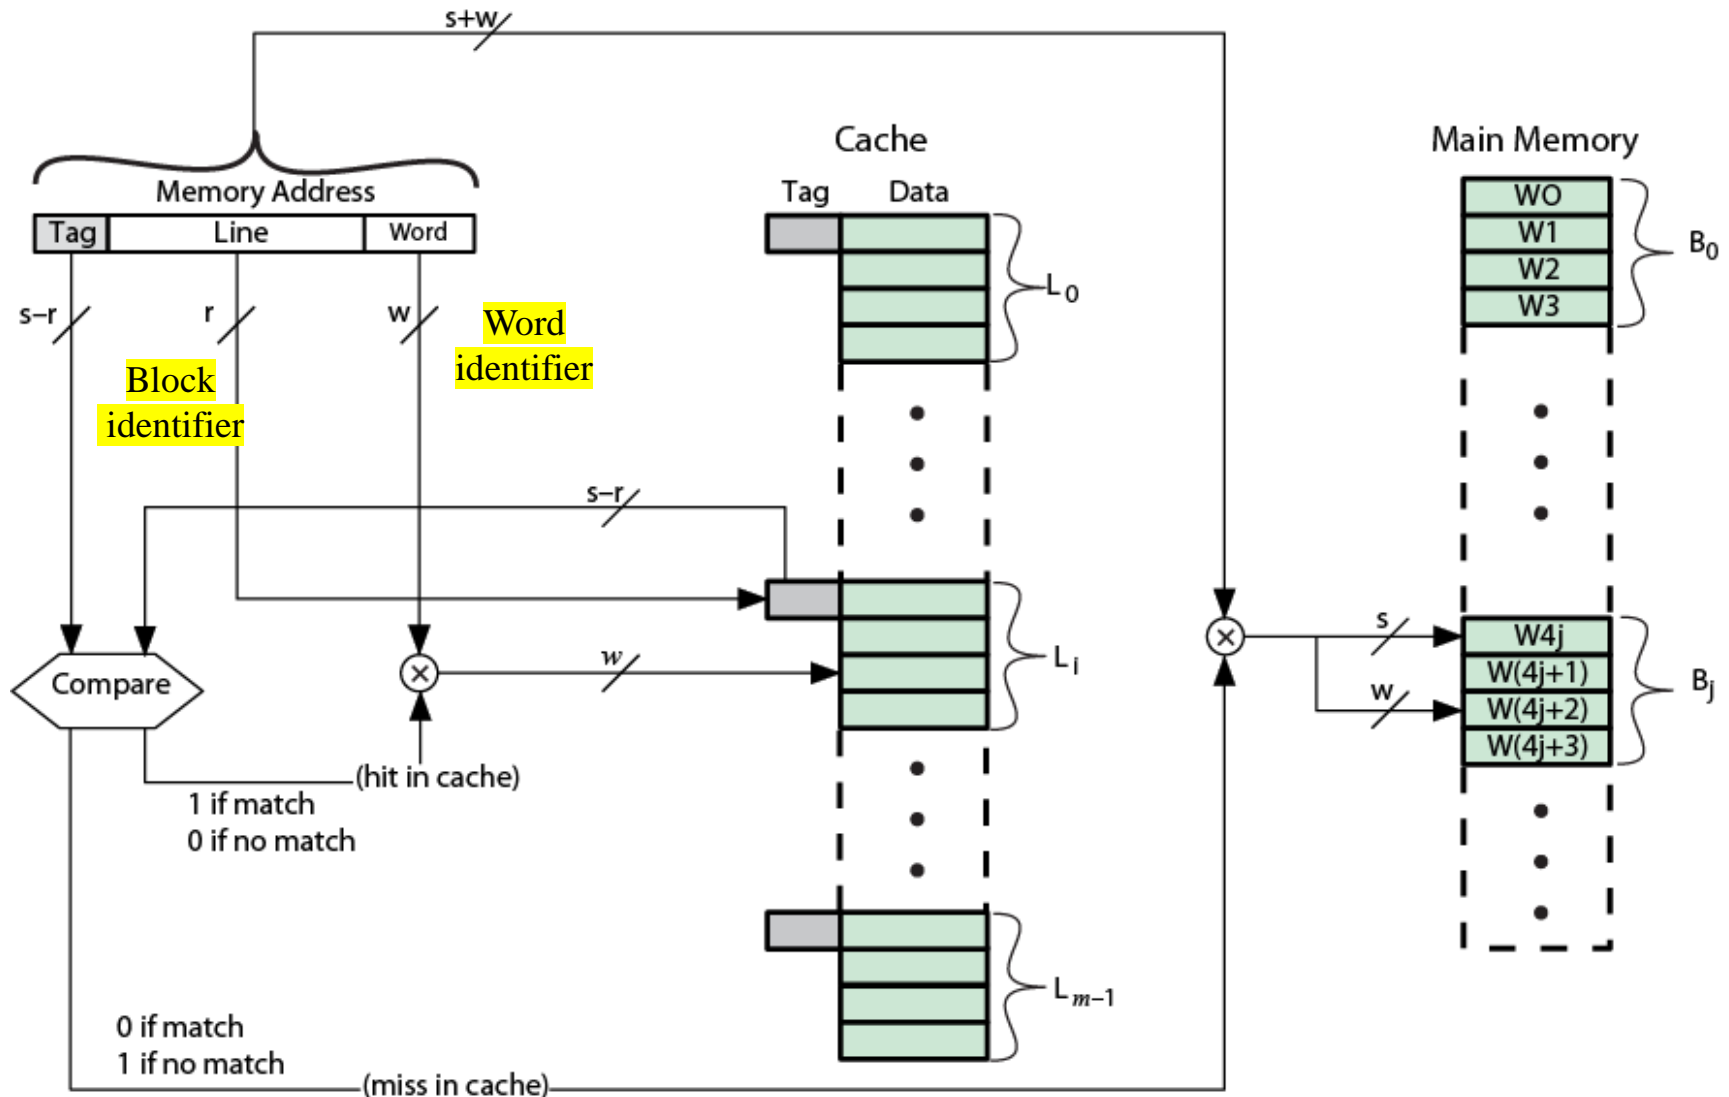 s+w
Cache
Main Memory
Memory Address
Tag Data
Tag Line Word
WO
W1
W2
W3
B0
L0
s–r
r
w
Word
identifier
Block
identifier
s–r
Compare
w
Li
s
w
W4j
W(4j+1)
W(4j+2)
W(4j+3)
Bj
(hit in cache)
1 if match
0 if no match
Lm–1
0 if match
1 if no match
(miss in cache)